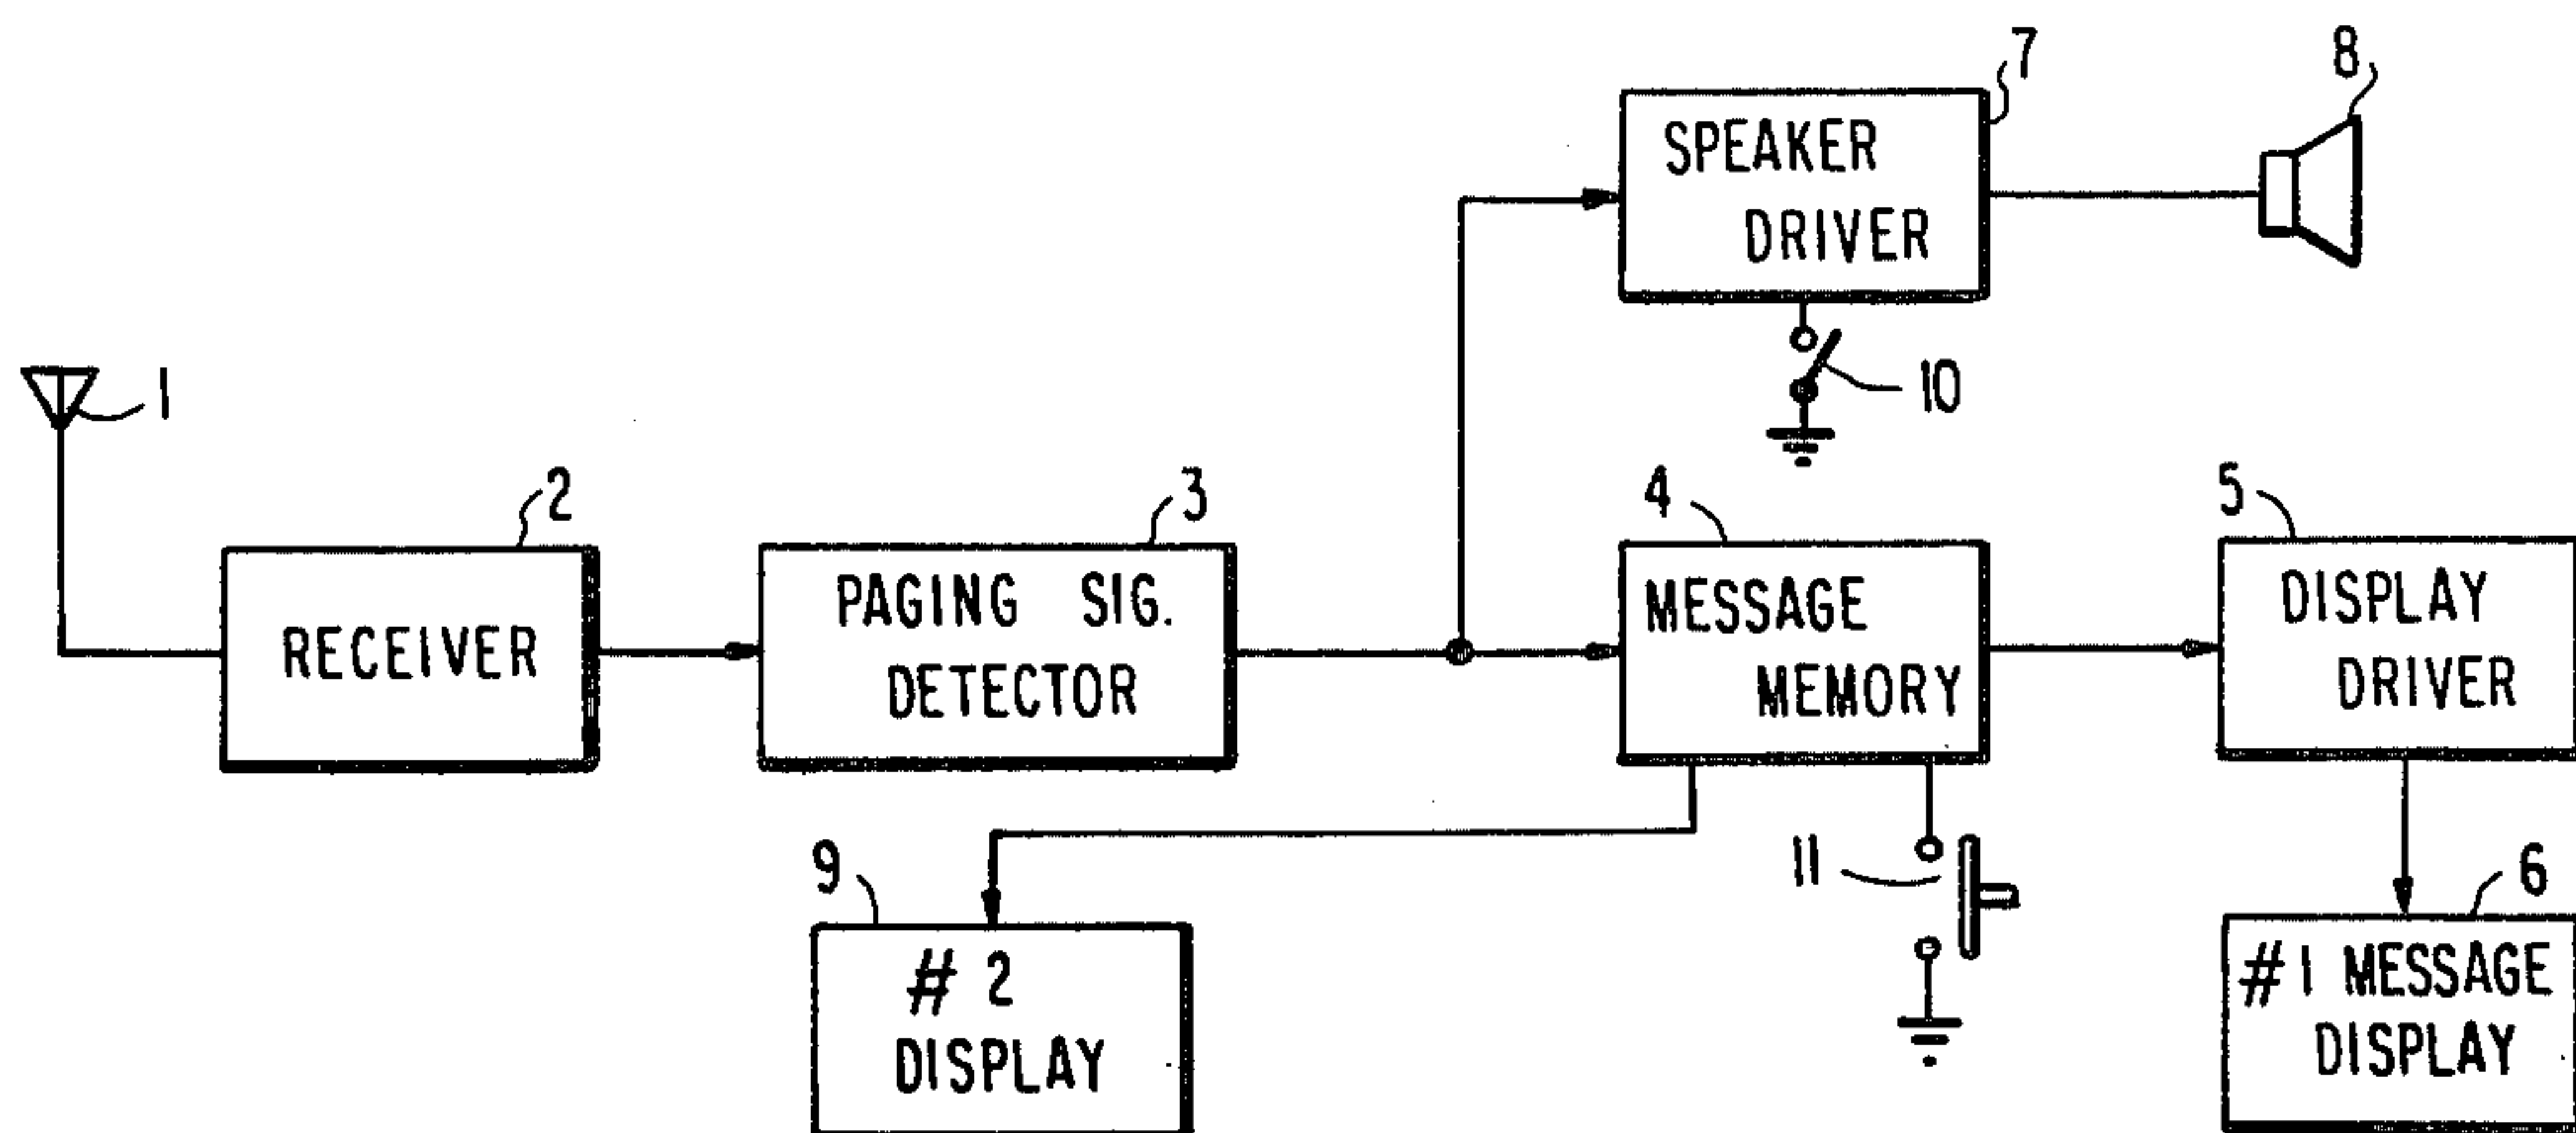 7
8
SPEAKER
DRIVER
1
10
2
3
4
5
RECEIVER
PAGING SIG.
DETECTOR
MESSAGE
MEMORY
DISPLAY
DRIVER
9
11
6
# 2
DISPLAY
# 1 MESSAGE
DISPLAY